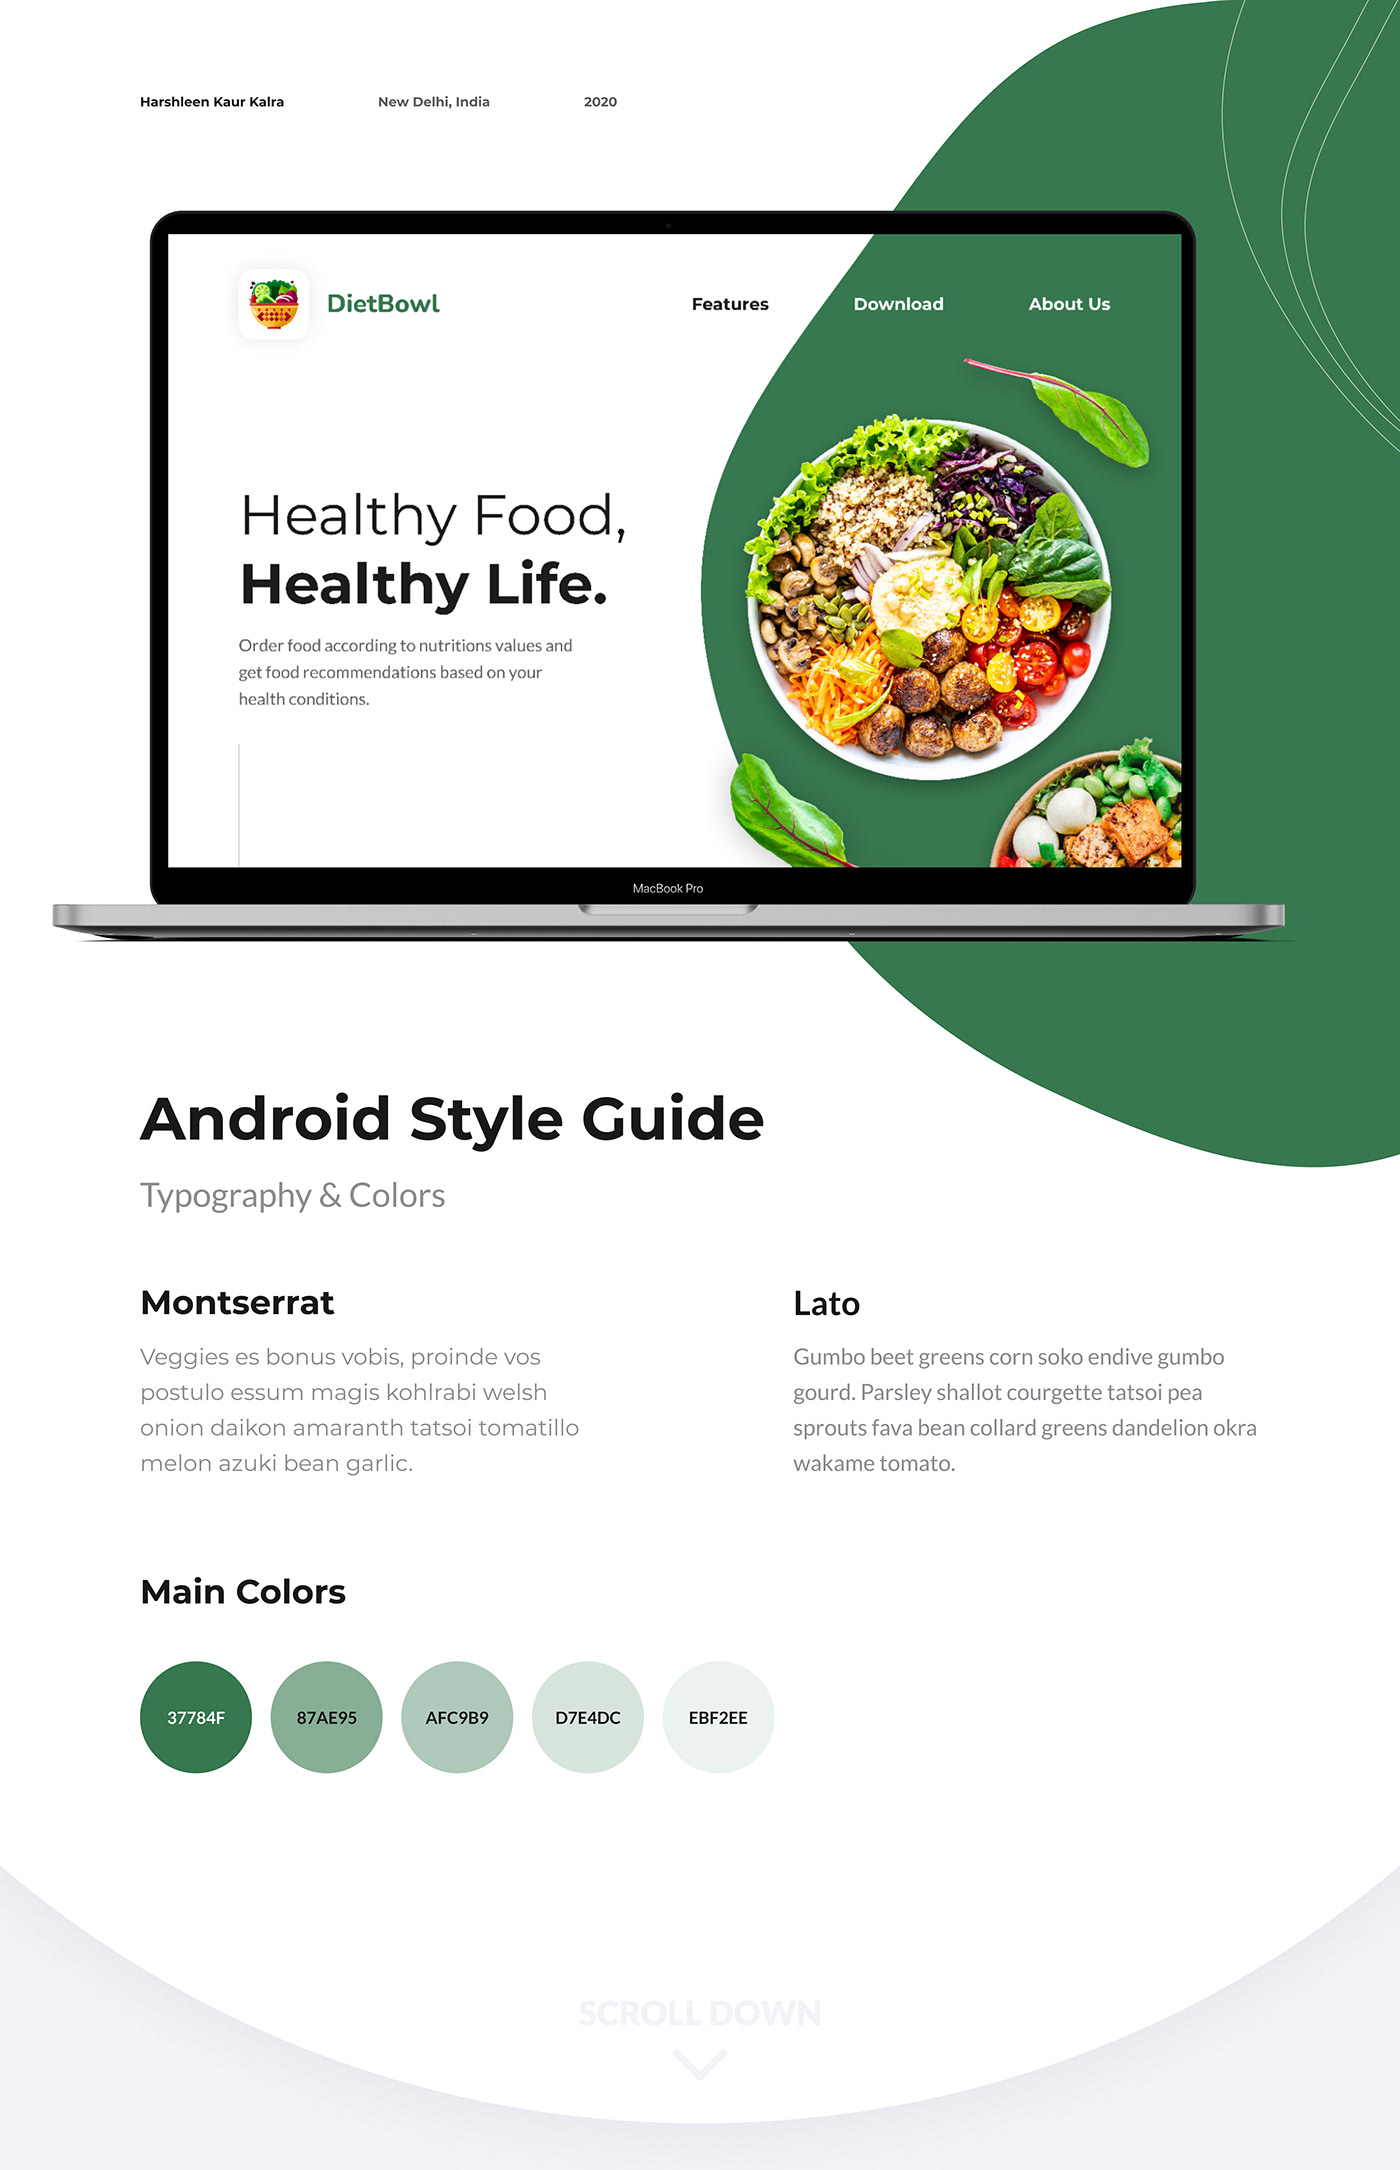 Harshleen Kaur Kalra New Delhi, India 2020
DietBowl Features Download About Us
Healthy Food,
Healthy Life.
Order food according to nutritions values and
get food recommendations based on your
health conditions.
MacBook Pro
Android Style Guide
Typography & Colors
Montserrat
Veggies es bonus vobis, proinde vos
postulo essum magis kohlrabi welsh
onion daikon amaranth tatsoi tomatillo
melon azuki bean garlic.
Lato
Gumbo beet greens corn soko endive gumbo
gourd. Parsley shallot courgette tatsoi pea
sprouts fava bean collard greens dandelion okra
wakame tomato.
Main Colors
37784F 87AE95 AFC9B9 D7E4DC EBF2EE
SCROLL DOWN